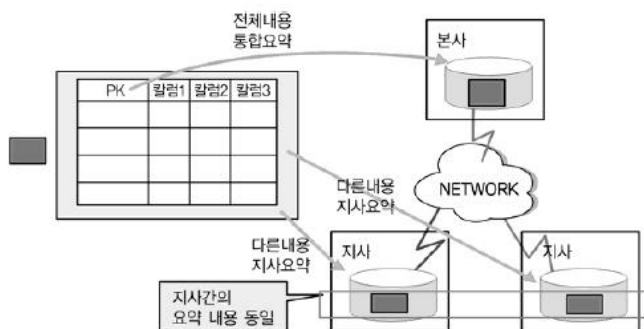 전체내용
통합요약
본사
PK 칼럼1 칼럼2 칼럼3
다른내용
지사요약
NETWORK
다른내용
지사요약
지사
지사
지사간의
요약 내용 동일